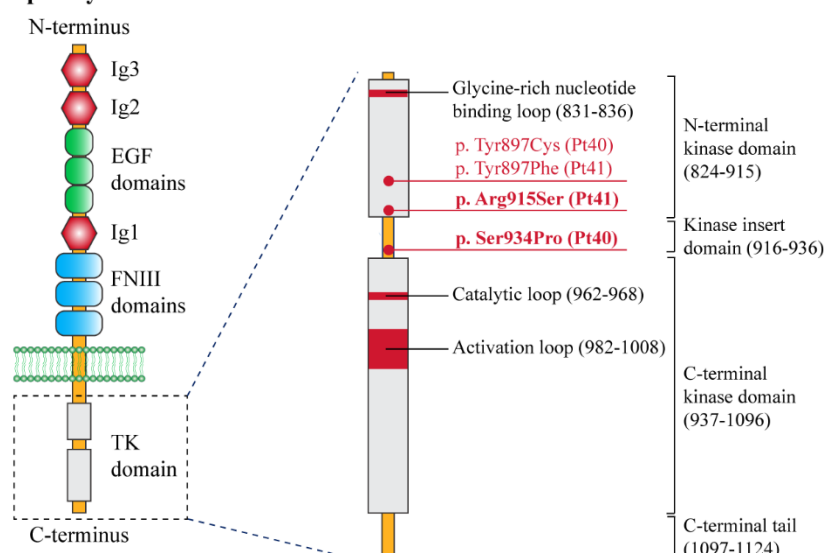 N-terminus
Ig3
Ig2
EGF
domains
Ig1
FNIII
domains
TK
domain
C-terminus
Glycine-rich nucleotide
binding loop (831-836)
p. Tyr897Cys (Pt40)
p. Tyr897Phe (Pt41)
p. Arg915Ser (Pt41)
p. Ser934Pro (Pt40)
Catalytic loop (962-968)
Activation loop (982-1008)
N-terminal
kinase domain
(824-915)
Kinase insert
domain (916-936)
C-terminal
kinase domain
(937-1096)
C-terminal tail
(1097-1124)